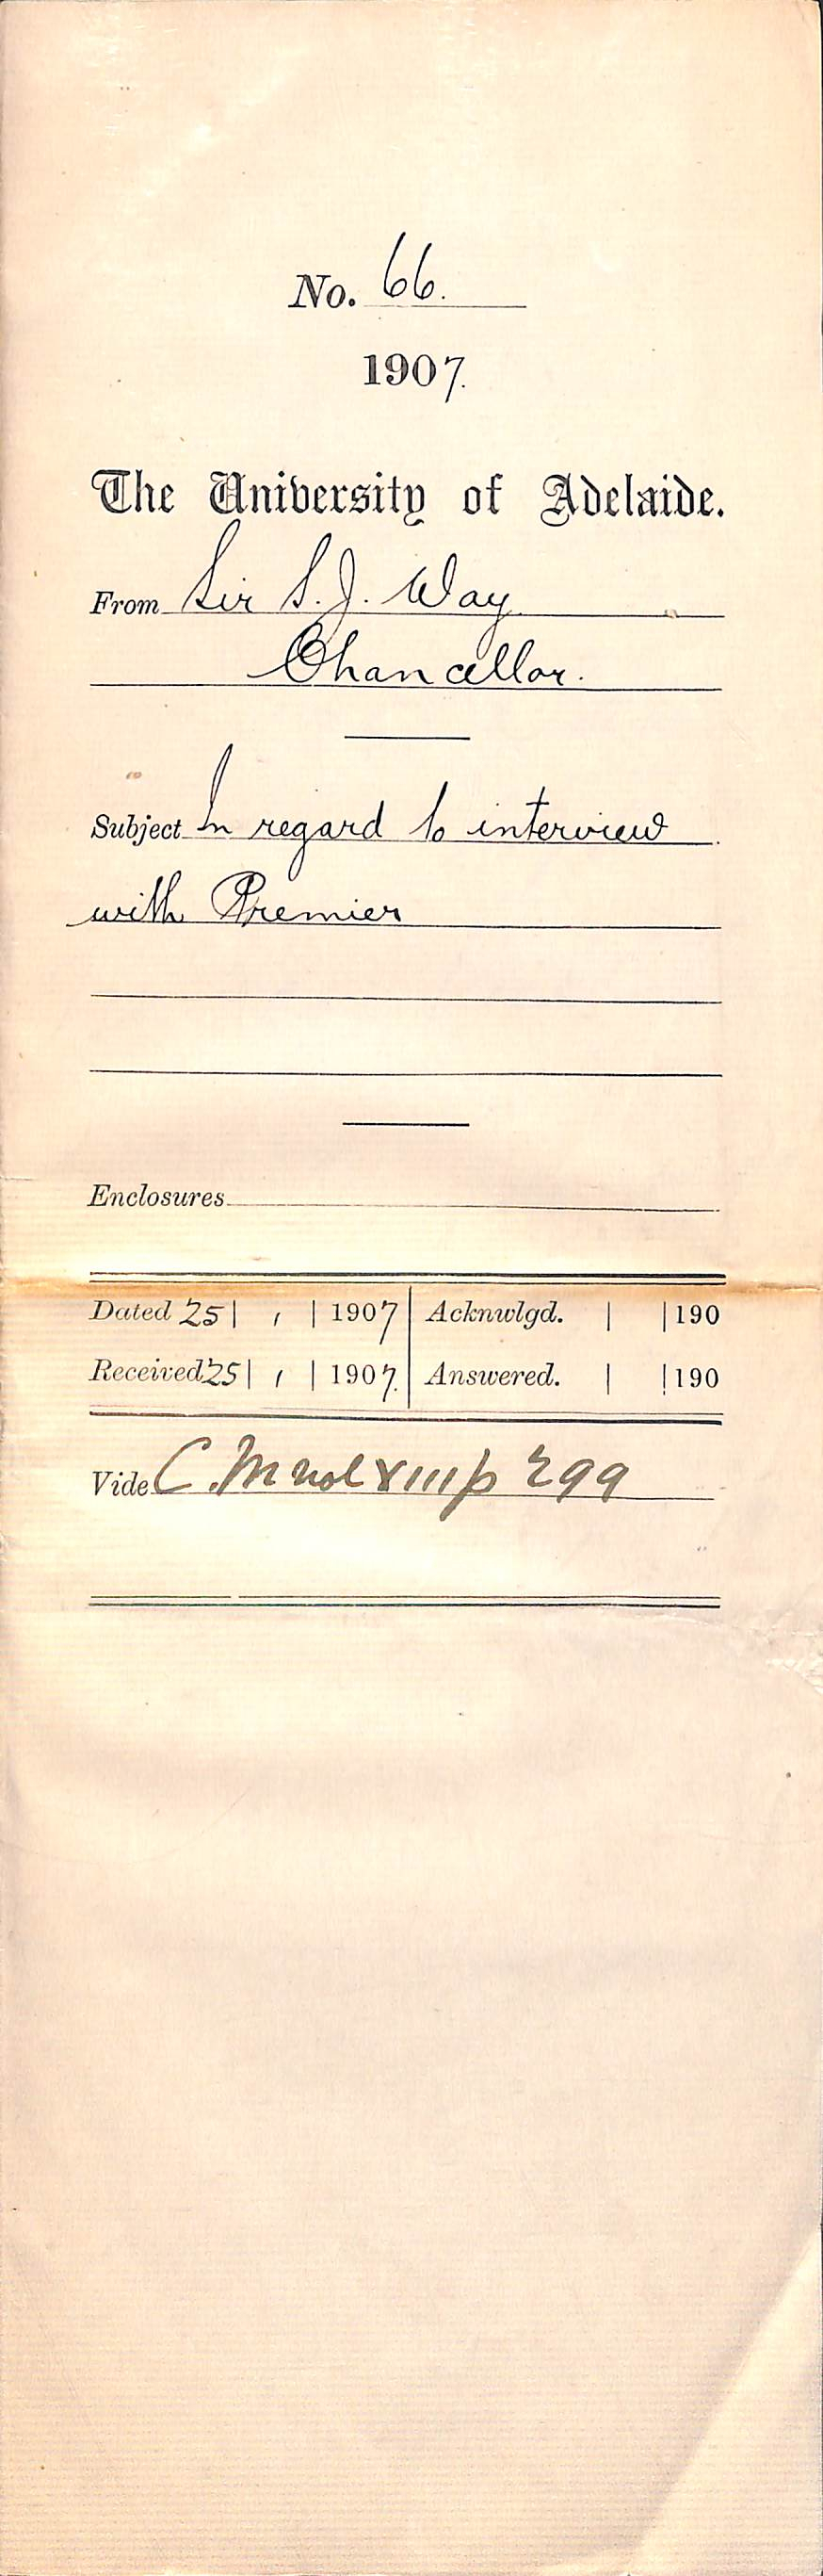 No. 66.
1907.
The University of Adelaide.
From Sir S. J. Way
Chancellor.
Subject In regard to interview
with Premier
Enclosures
Dated 25 | 1 | 1907 | Acknwlgd. | | 190
Received 25 | 1 | 1907. | Answered. | | 190
Vide C.M vol XIII p 299